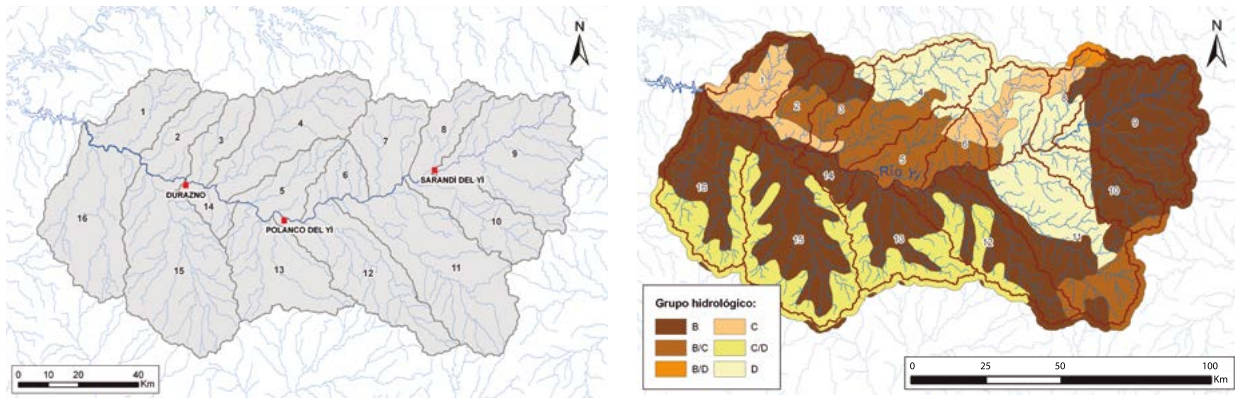 N
1
2
3
4
5
6
7
8
9
10
11
12
13
14
15
16
DURAZNO
POLANCO DEL YÍ
SARANDÍ DEL YÍ
0 10 20 40
Km
N
1
2
3
4
5
6
9
10
11
12
13
14
15
16
Río Yí
Grupo hidrológico:
B C
B/C C/D
B/D D
0 25 50 100
Km